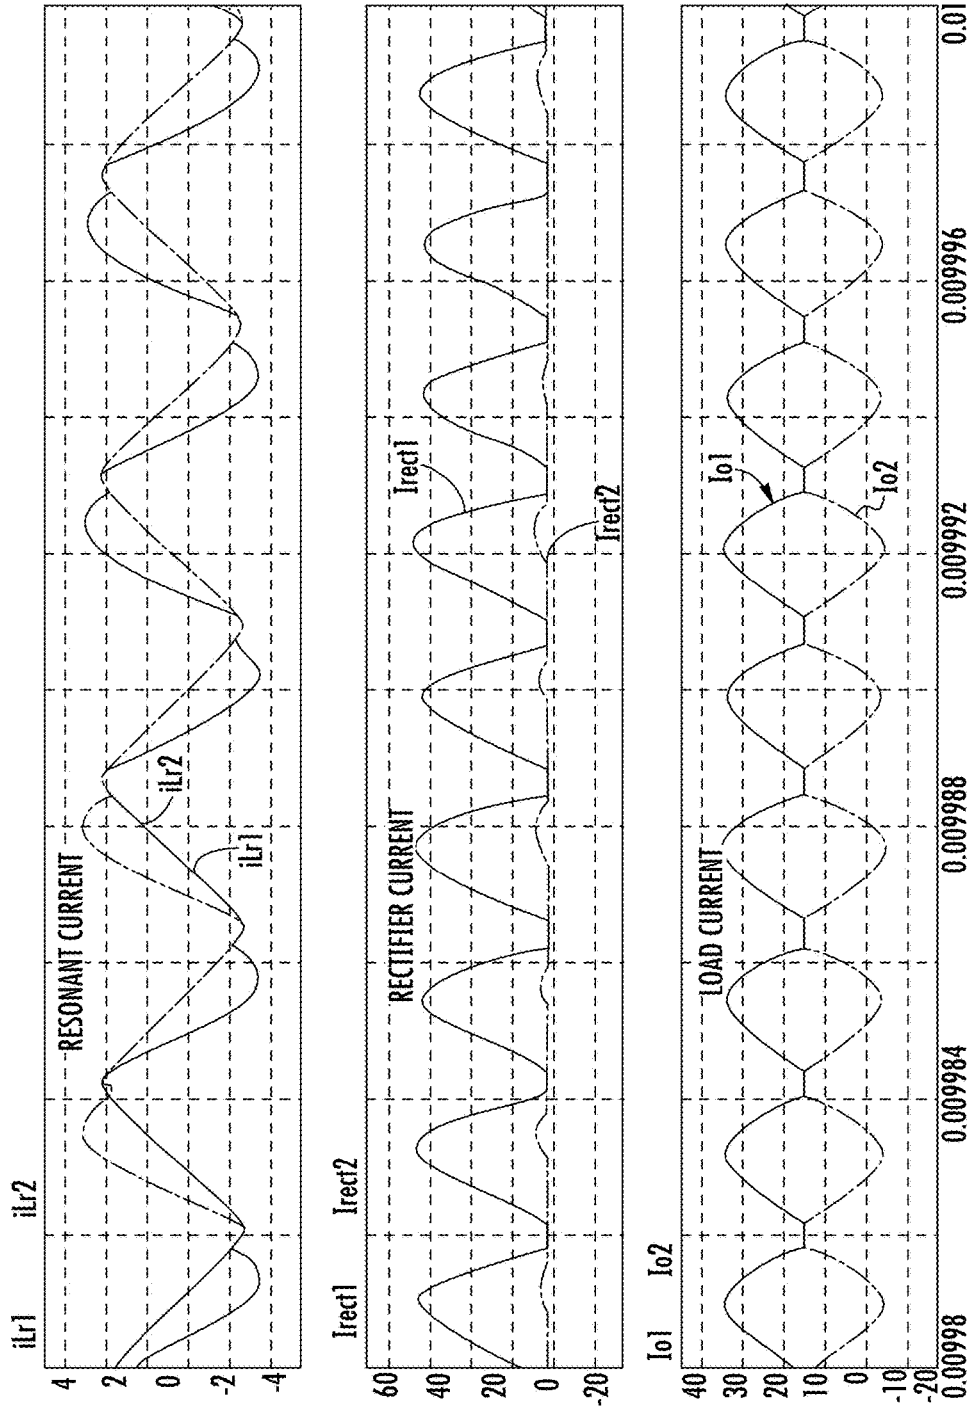 iLr1 iLr2
RESONANT CURRENT
4
2
0
-2
-4
iLr2
iLr1
Irect1 Irect2
RECTIFIER CURRENT
60
40
20
0
-20
Irect1
Irect2
Io1 Io2
LOAD CURRENT
40
30
20
10
0
-10
-20
Io1
Io2
0.00998 0.009984 0.009988 0.009992 0.009996 0.01